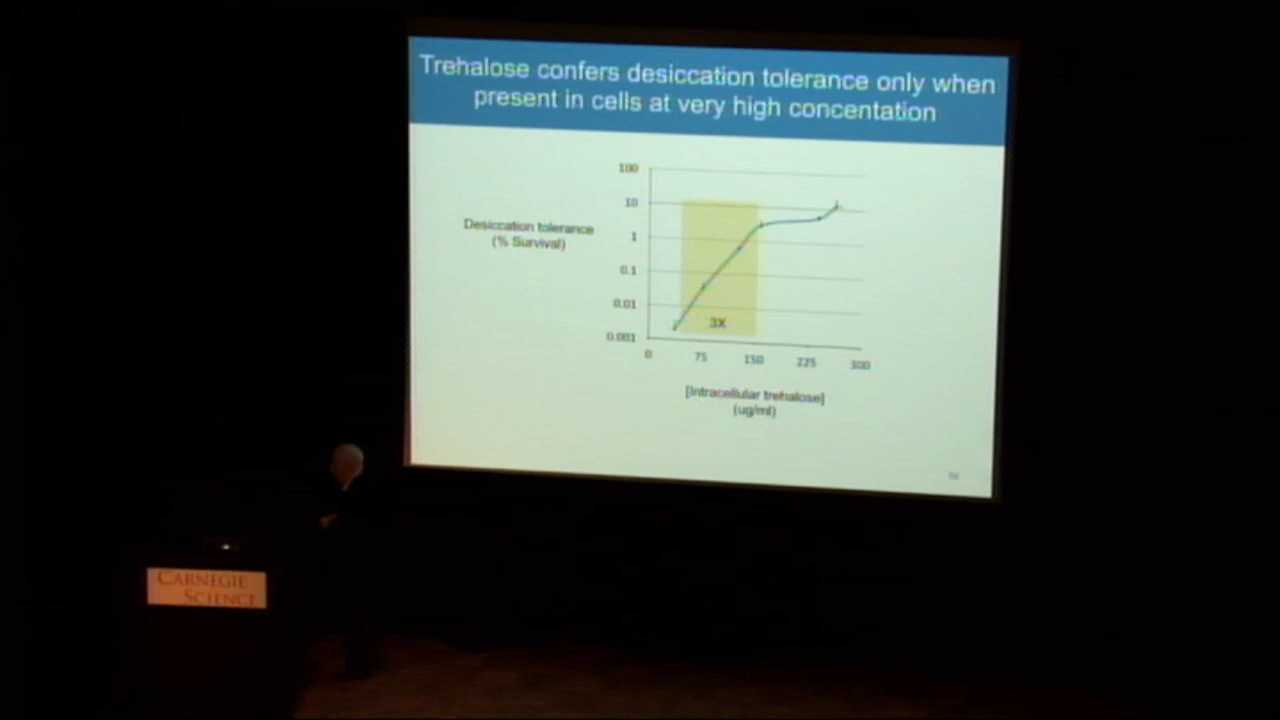 Trehalose confers desiccation tolerance only when
present in cells at very high concentation
100
10
1
0.1
0.01
0.001
Desiccation tolerance
(% Survival)
3X
0 75 150 225 300
[Intracellular trehalose]
(ug/ml)
CARNEGIE
SCIENCE